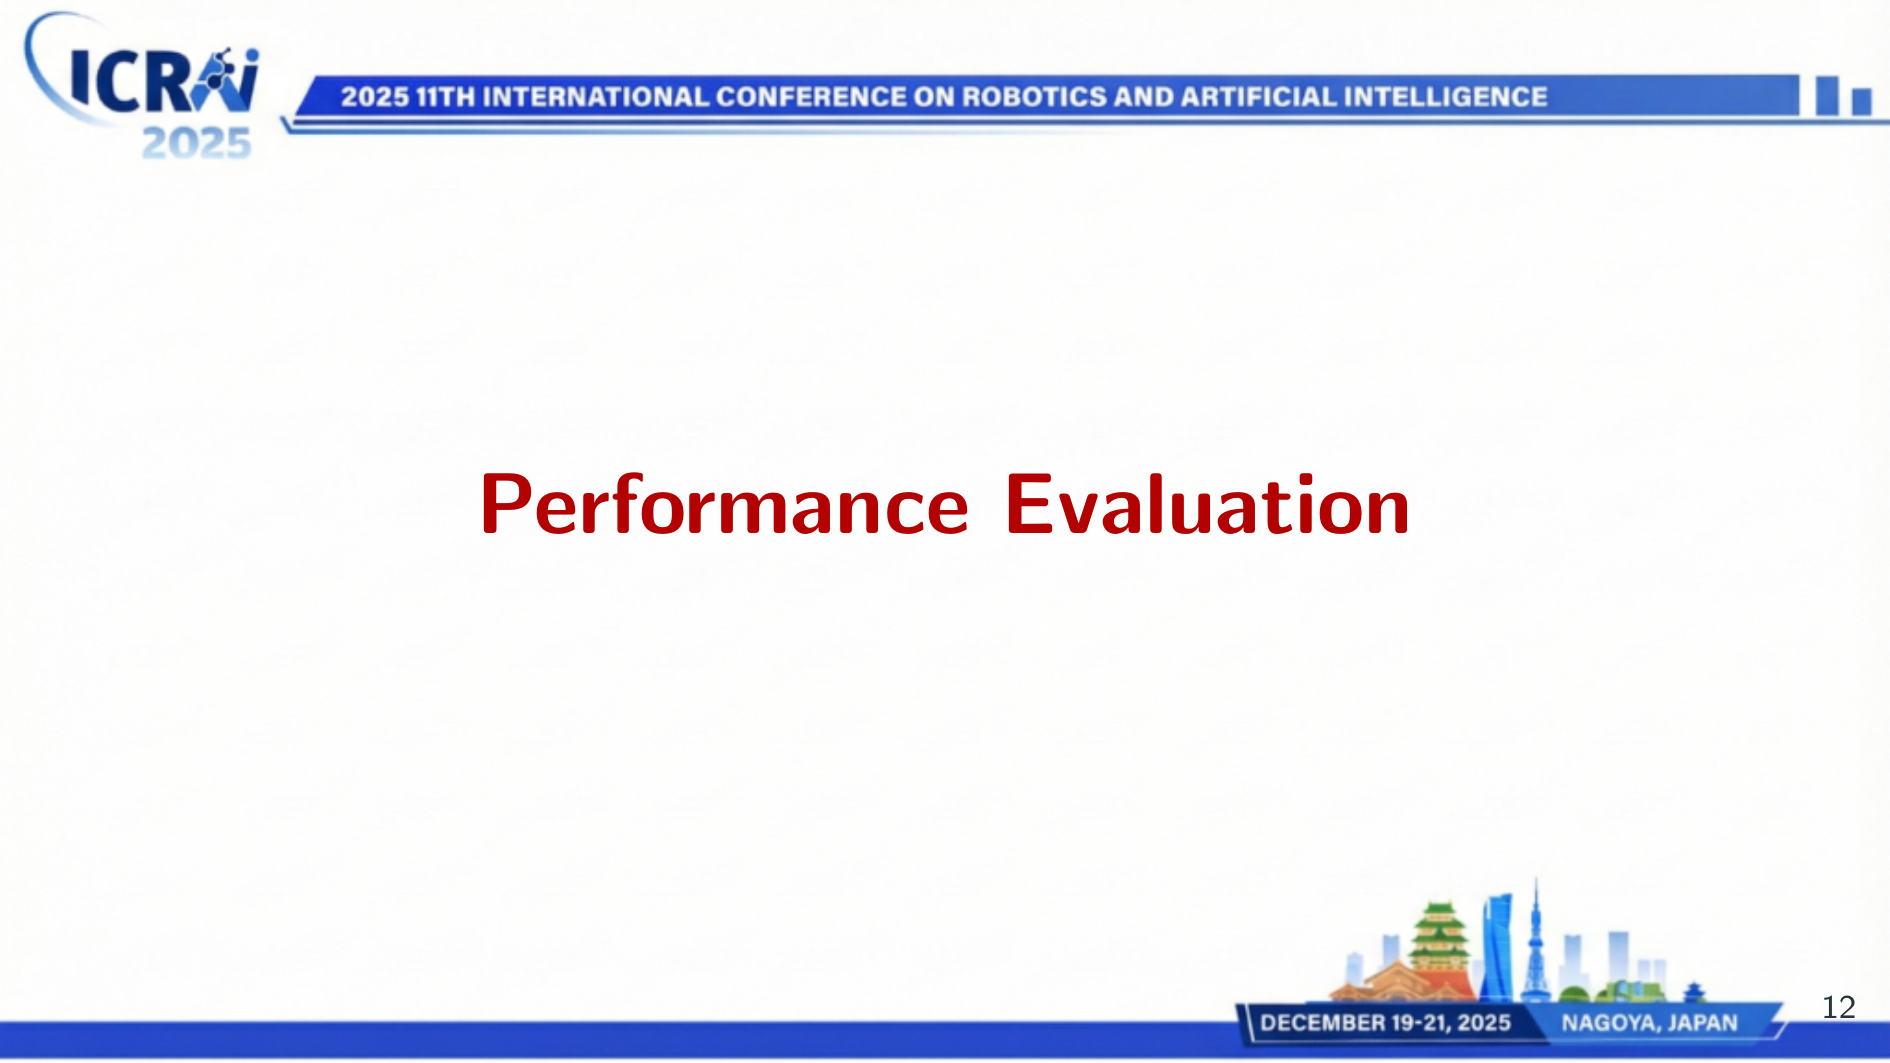 ICRAi
2025
2025 11TH INTERNATIONAL CONFERENCE ON ROBOTICS AND ARTIFICIAL INTELLIGENCE
Performance Evaluation
DECEMBER 19-21, 2025 NAGOYA, JAPAN
12